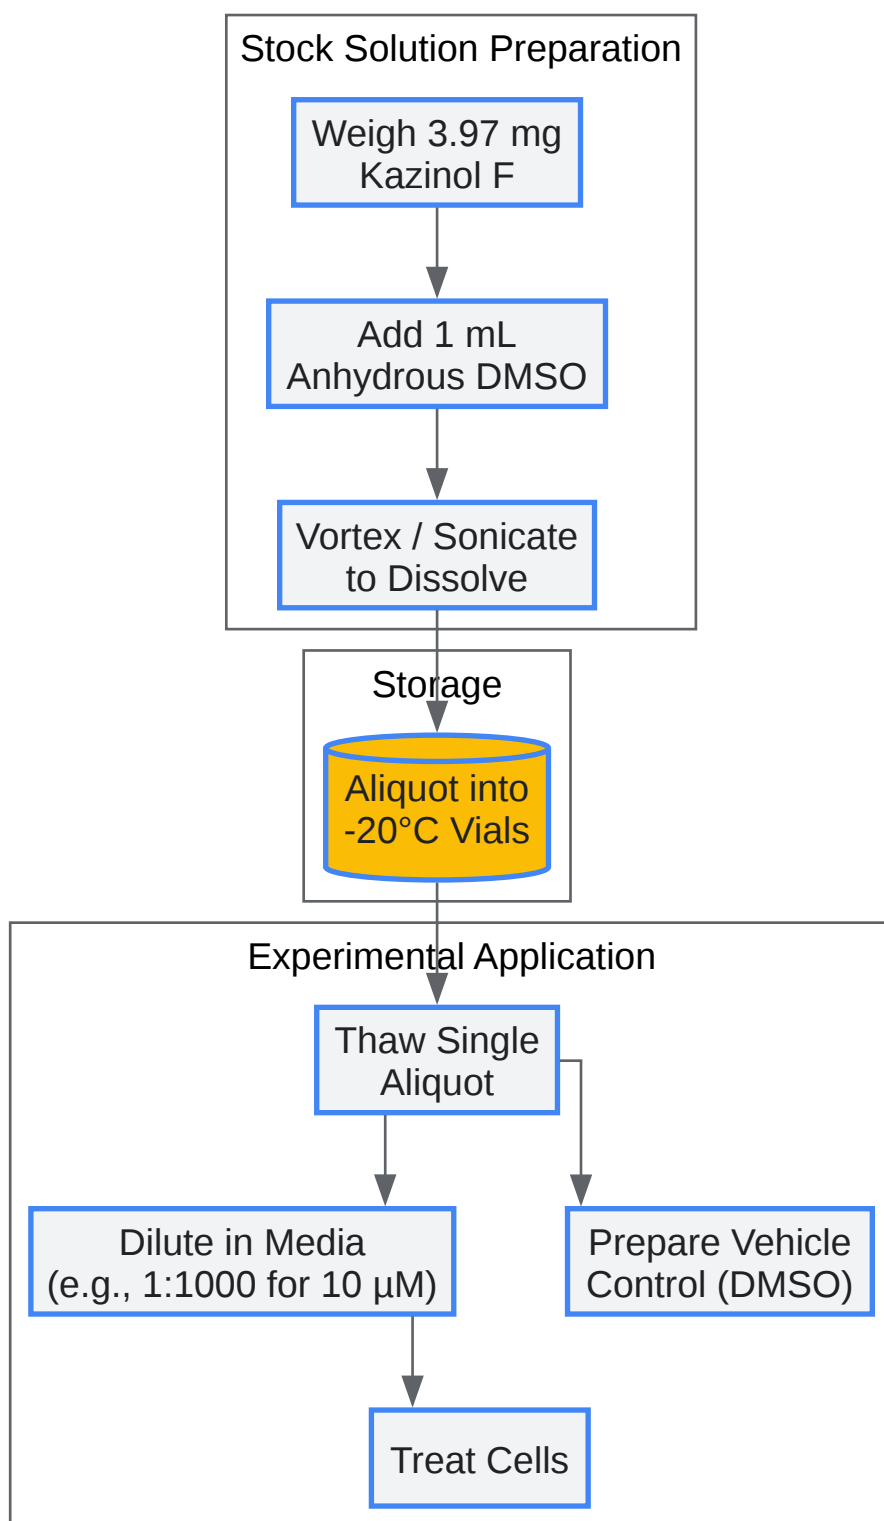 Stock Solution Preparation
Weigh 3.97 mg
Kazinol F
Add 1 mL
Anhydrous DMSO
Vortex / Sonicate
to Dissolve
Storage
Aliquot into
-20°C Vials
Experimental Application
Thaw Single
Aliquot
Dilute in Media
(e.g., 1:1000 for 10 µM)
Prepare Vehicle
Control (DMSO)
Treat Cells